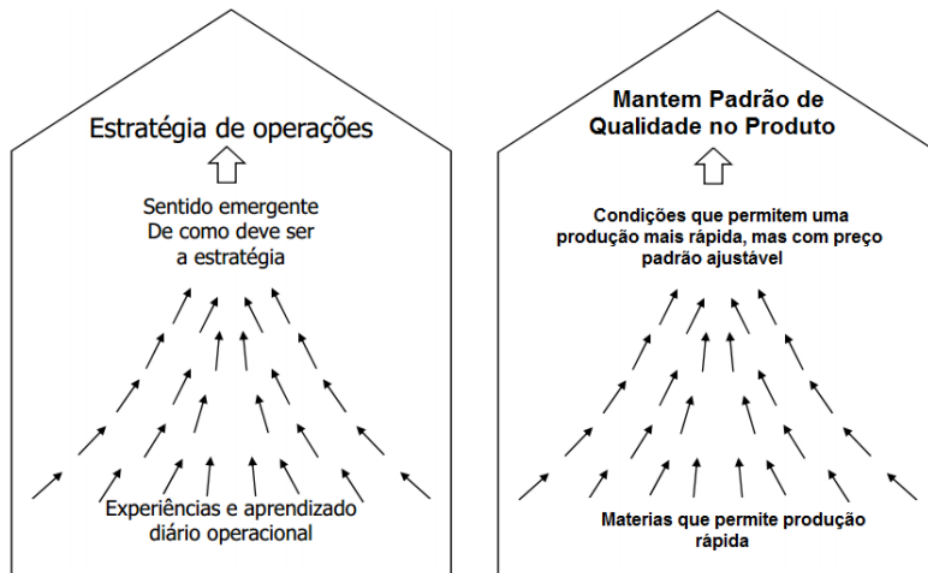 Estratégia de operações
Sentido emergente
De como deve ser
a estratégia
Experiências e aprendizado
diário operacional
Mantem Padrão de
Qualidade no Produto
Condições que permitem uma
produção mais rápida, mas com preço
padrão ajustável
Materias que permite produção
rápida